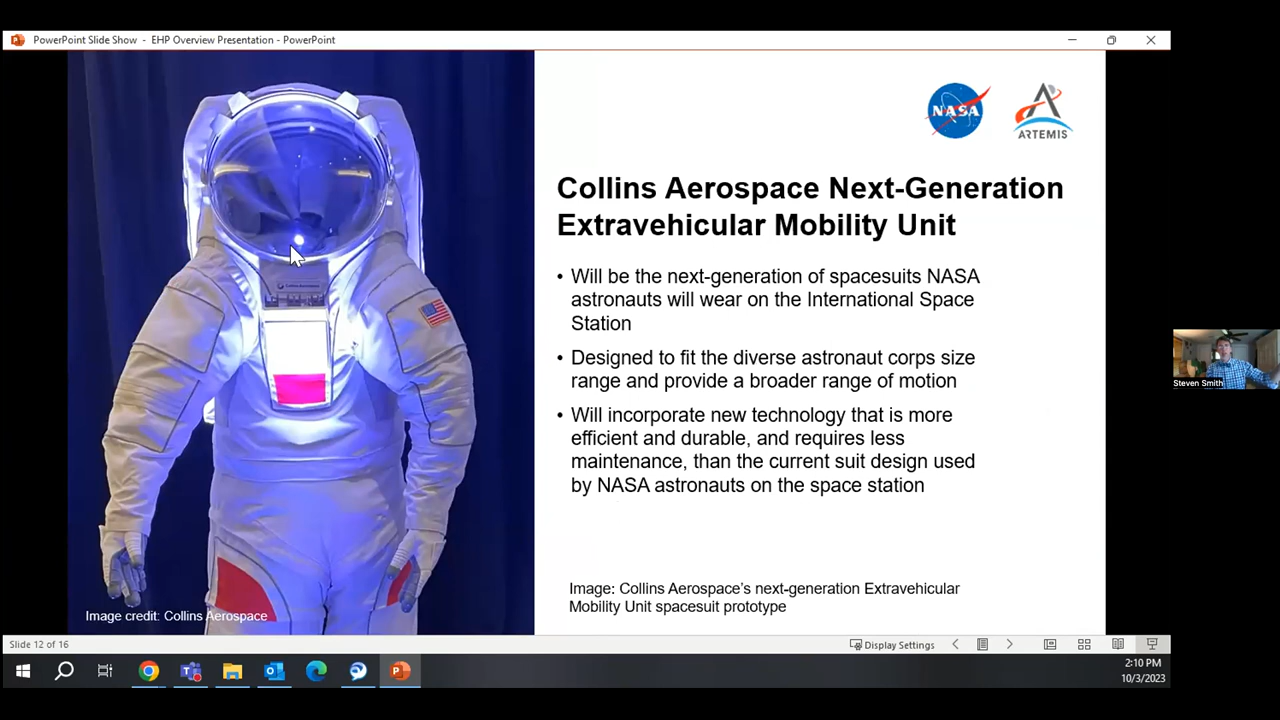 PowerPoint Slide Show - EHP Overview Presentation - PowerPoint
NASA
ARTEMIS
Collins Aerospace Next-Generation
Extravehicular Mobility Unit
• Will be the next-generation of spacesuits NASA
astronauts will wear on the International Space
Station
• Designed to fit the diverse astronaut corps size
range and provide a broader range of motion
• Will incorporate new technology that is more
efficient and durable, and requires less
maintenance, than the current suit design used
by NASA astronauts on the space station
Collins Aerospace
Image: Collins Aerospace’s next-generation Extravehicular
Mobility Unit spacesuit prototype
Image credit: Collins Aerospace
Steven Smith
Slide 12 of 16
Display Settings
2:10 PM
10/3/2023